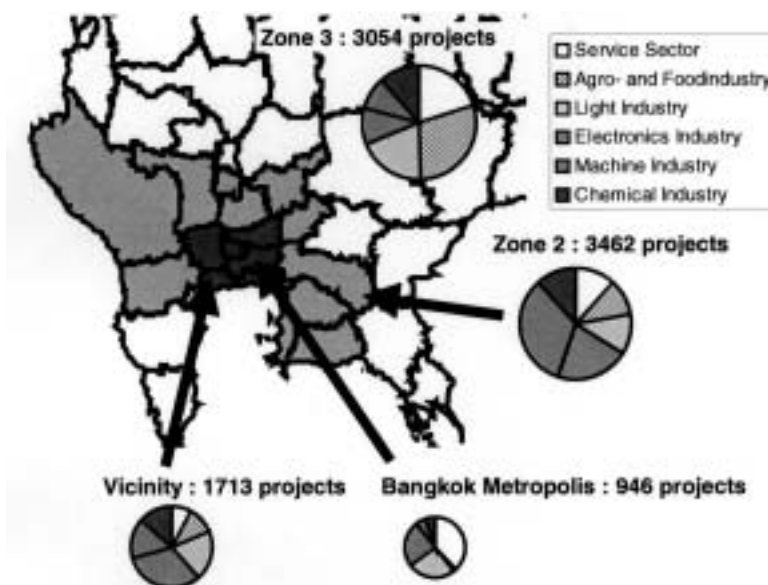 Zone 3 : 3054 projects
Service Sector
Agro- and Foodindustry
Light Industry
Electronics Industry
Machine Industry
Chemical Industry
Zone 2 : 3462 projects
Vicinity : 1713 projects
Bangkok Metropolis : 946 projects